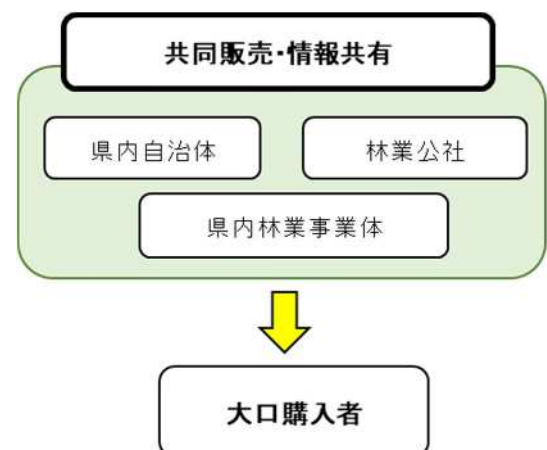 共同販売・情報共有
県内自治体
林業公社
県内林業事業体
大口購入者